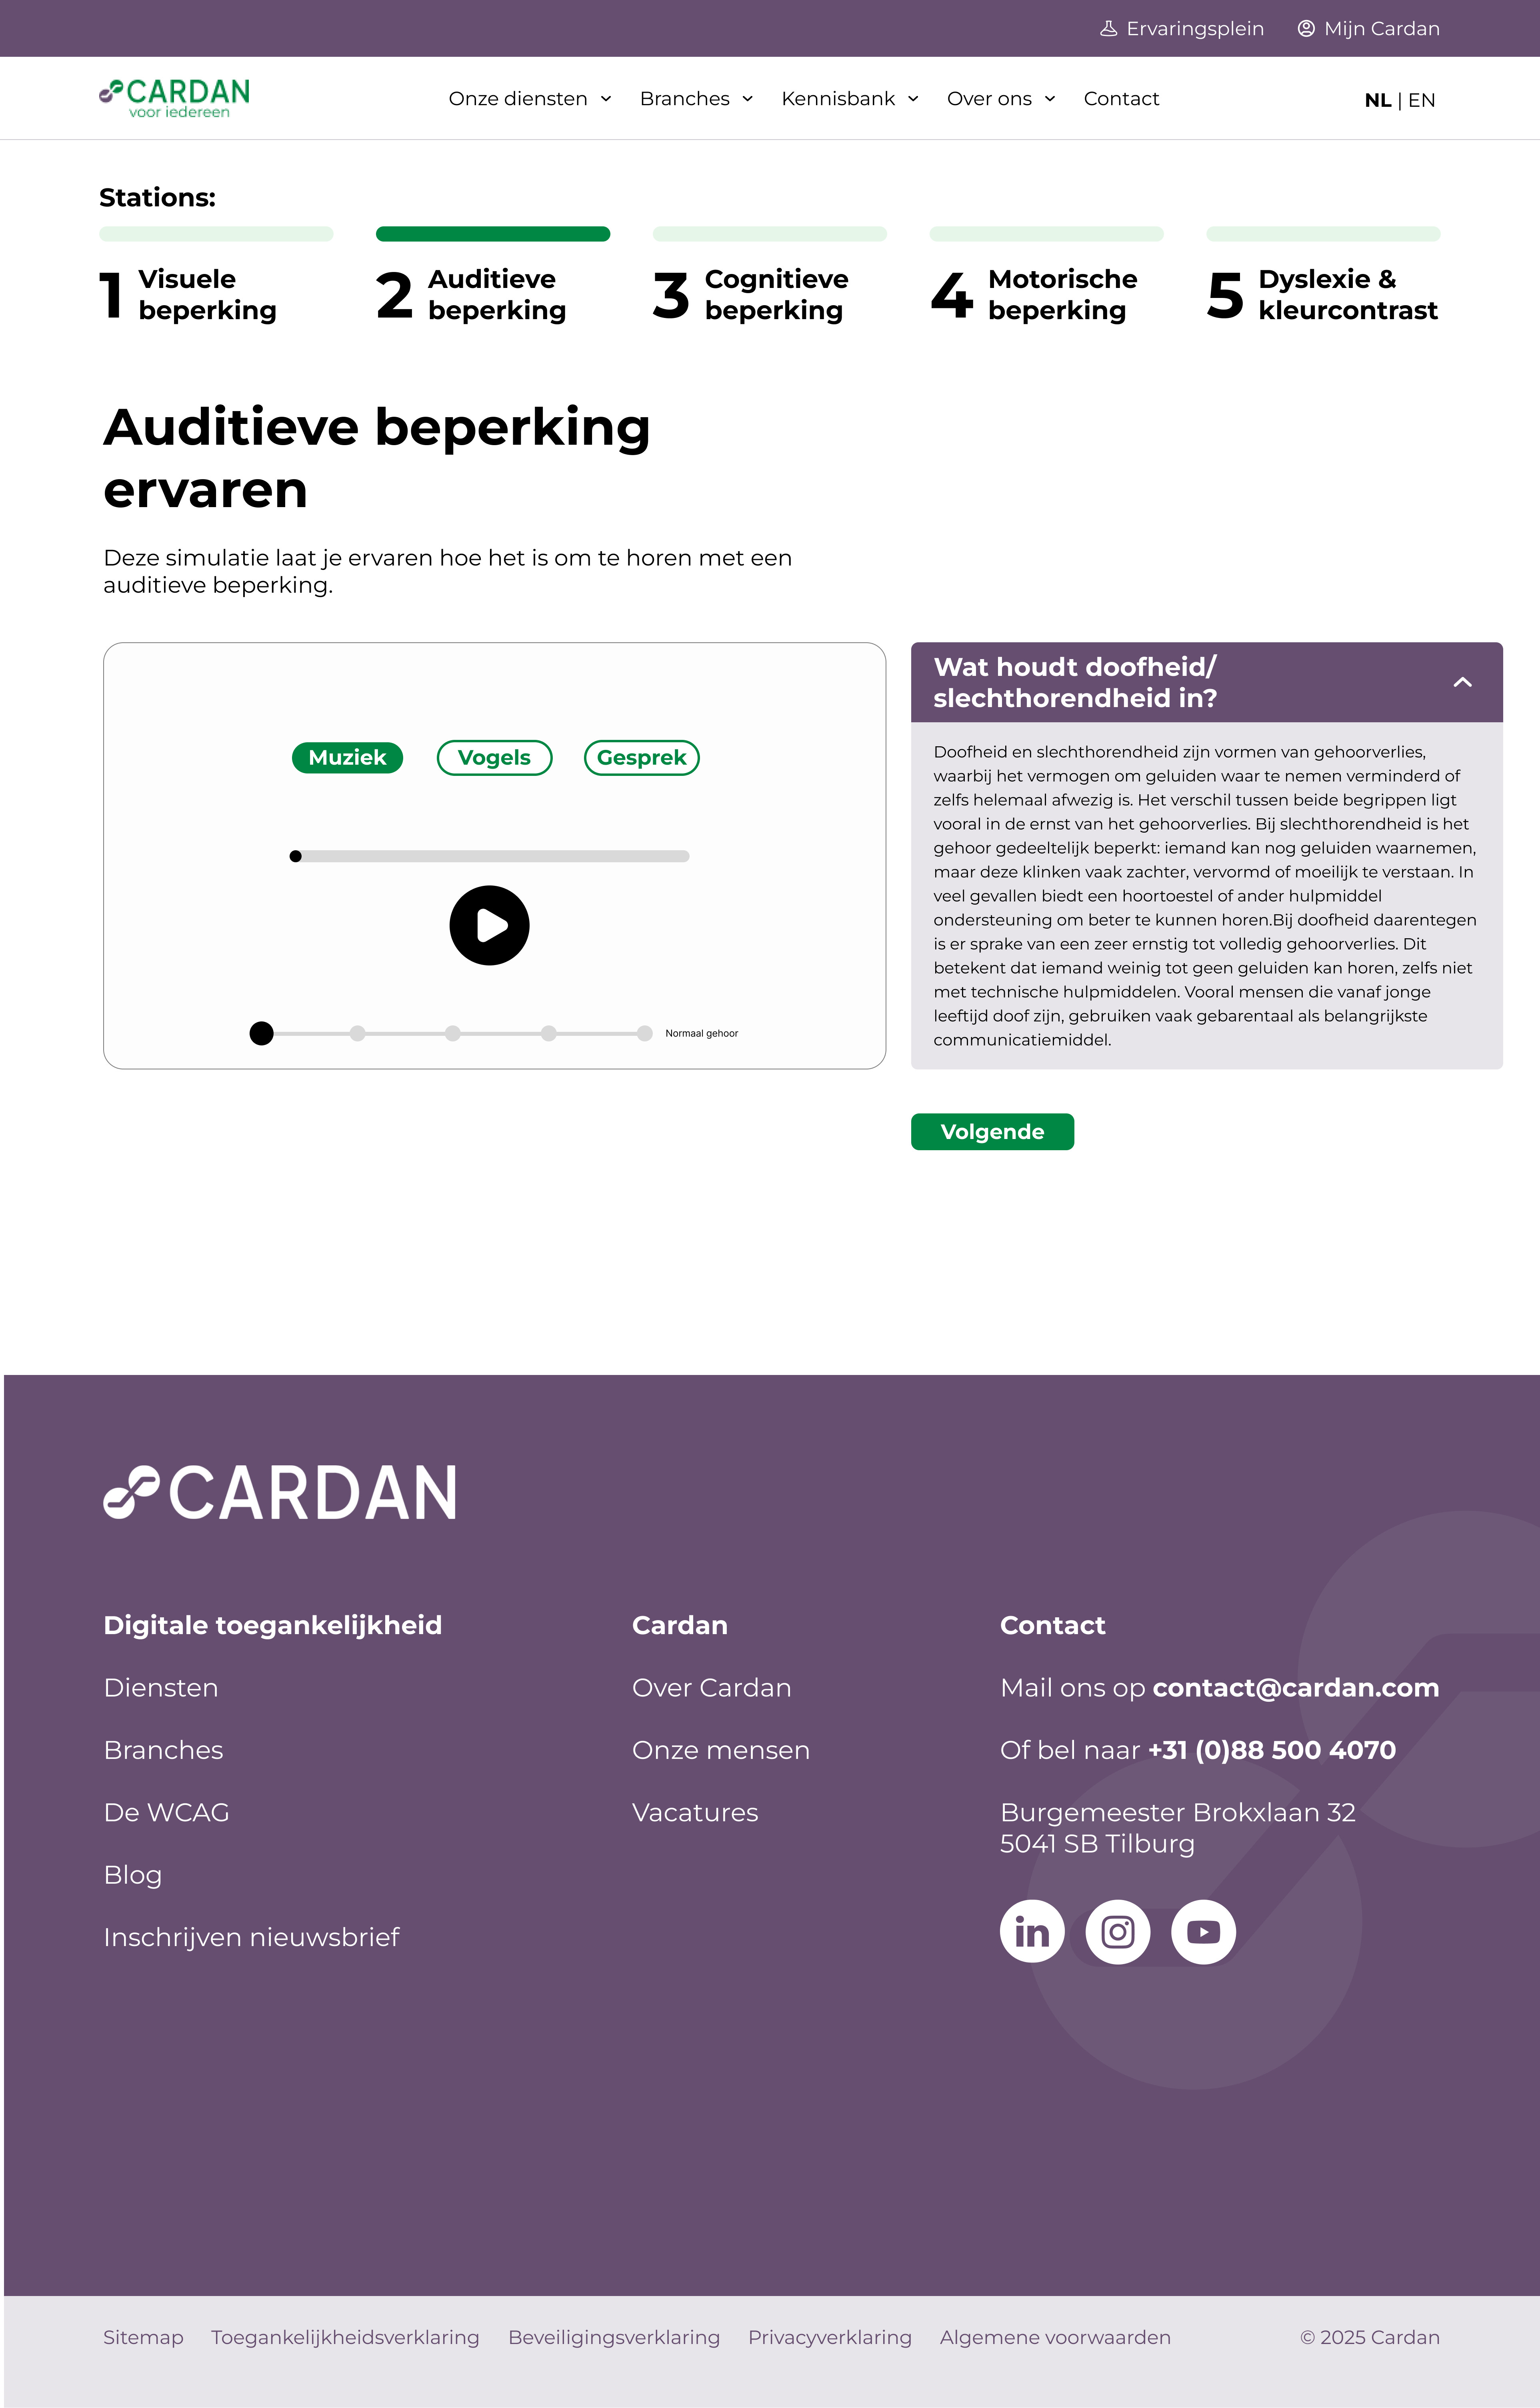 Ervaringsplein
Mijn Cardan
CARDAN
voor iedereen
Onze diensten
Branches
Kennisbank
Over ons
Contact
NL | EN
Stations:
1 Visuele
beperking
2 Auditieve
beperking
3 Cognitieve
beperking
4 Motorische
beperking
5 Dyslexie &
kleurcontrast
Auditieve beperking
ervaren
Deze simulatie laat je ervaren hoe het is om te horen met een
auditieve beperking.
Muziek
Vogels
Gesprek
Normaal gehoor
Wat houdt doofheid/
slechthorendheid in?
Doofheid en slechthorendheid zijn vormen van gehoorverlies,
waarbij het vermogen om geluiden waar te nemen verminderd of
zelfs helemaal afwezig is. Het verschil tussen beide begrippen ligt
vooral in de ernst van het gehoorverlies. Bij slechthorendheid is het
gehoor gedeeltelijk beperkt: iemand kan nog geluiden waarnemen,
maar deze klinken vaak zachter, vervormd of moeilijk te verstaan. In
veel gevallen biedt een hoortoestel of ander hulpmiddel
ondersteuning om beter te kunnen horen.Bij doofheid daarentegen
is er sprake van een zeer ernstig tot volledig gehoorverlies. Dit
betekent dat iemand weinig tot geen geluiden kan horen, zelfs niet
met technische hulpmiddelen. Vooral mensen die vanaf jonge
leeftijd doof zijn, gebruiken vaak gebarentaal als belangrijkste
communicatiemiddel.
Volgende
CARDAN
Digitale toegankelijkheid
Diensten
Branches
De WCAG
Blog
Inschrijven nieuwsbrief
Cardan
Over Cardan
Onze mensen
Vacatures
Contact
Mail ons op contact@cardan.com
Of bel naar +31 (0)88 500 4070
Burgemeester Brokxlaan 32
5041 SB Tilburg
in
Sitemap
Toegankelijkheidsverklaring
Beveiligingsverklaring
Privacyverklaring
Algemene voorwaarden
© 2025 Cardan